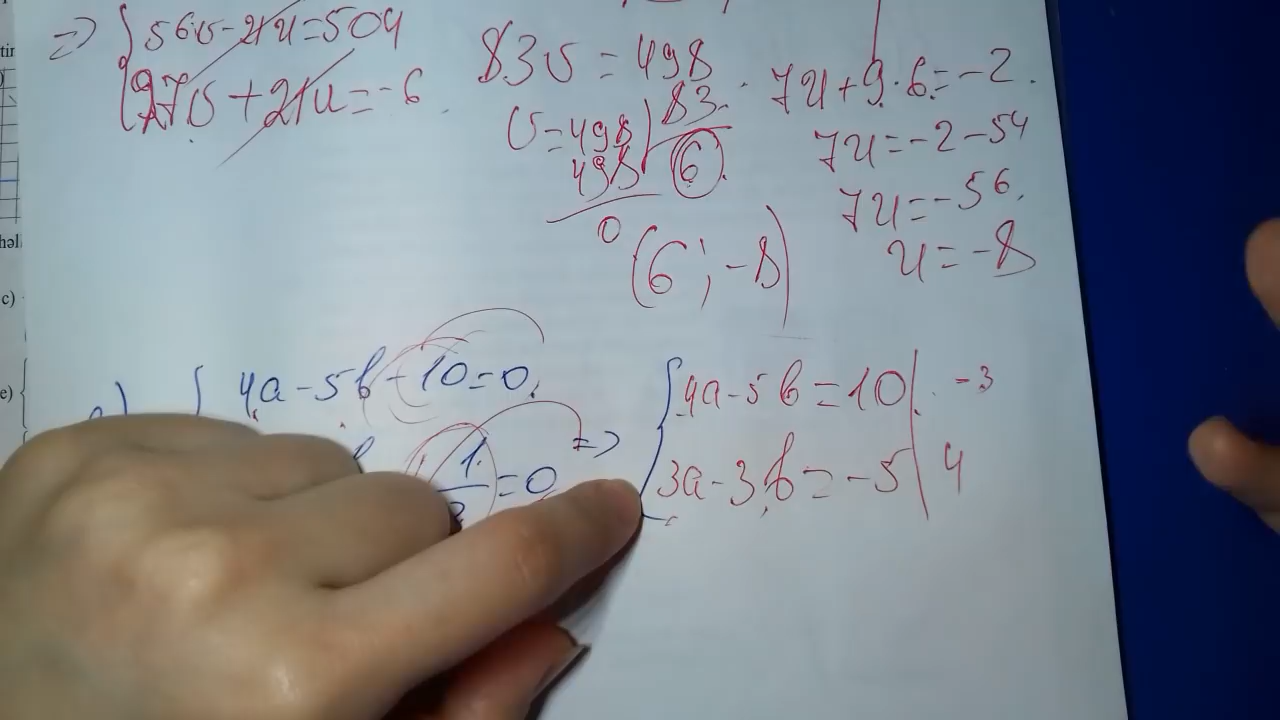 => { 56v - 21u = 504
27v + 21u = -6
83v = 498
v = 498 | 83
498 6
0
(6; -8)
7u + 9 · 6 = -2
7u = -2 - 54
7u = -56
u = -8
c)
e)
4a - 5b - 10 = 0
1 = 0 =>
{ 4a - 5b = 10 | · -3
3a - 3b = -5 | 4